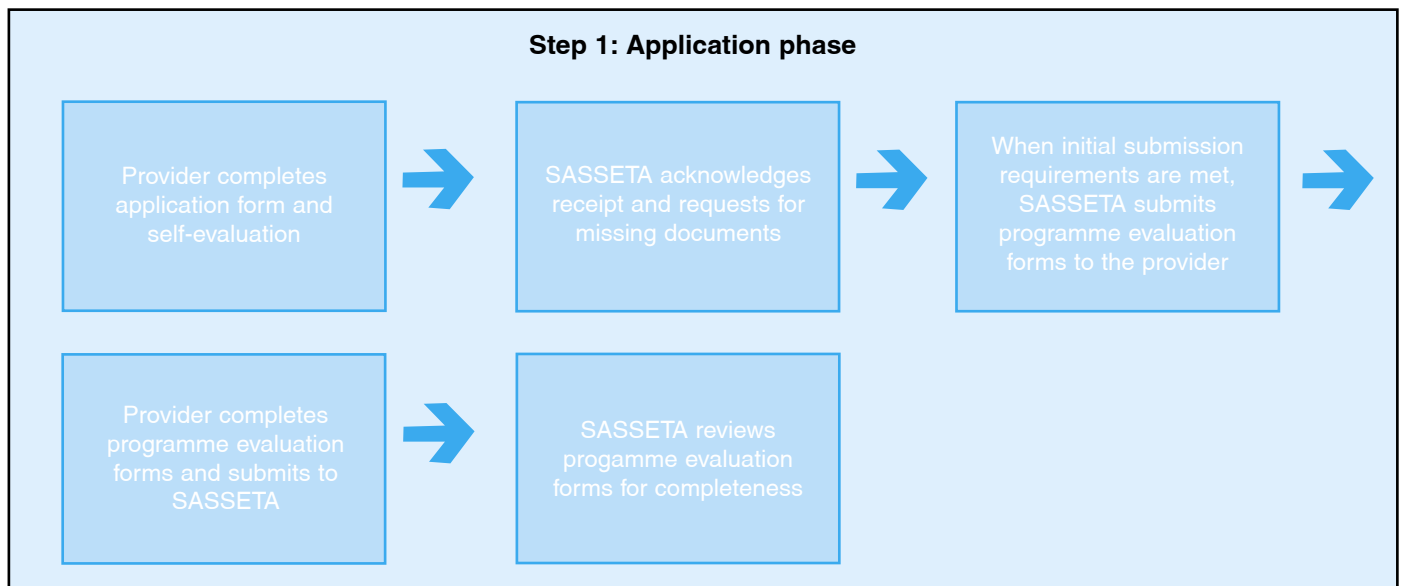 Step 1: Application phase
Provider completes
application form and
self-evaluation
SASSETA acknowledges
receipt and requests for
missing documents
When initial submission
requirements are met,
SASSETA submits
programme evaluation
forms to the provider
Provider completes
programme evaluation
forms and submits to
SASSETA
SASSETA reviews
progamme evaluation
forms for completeness